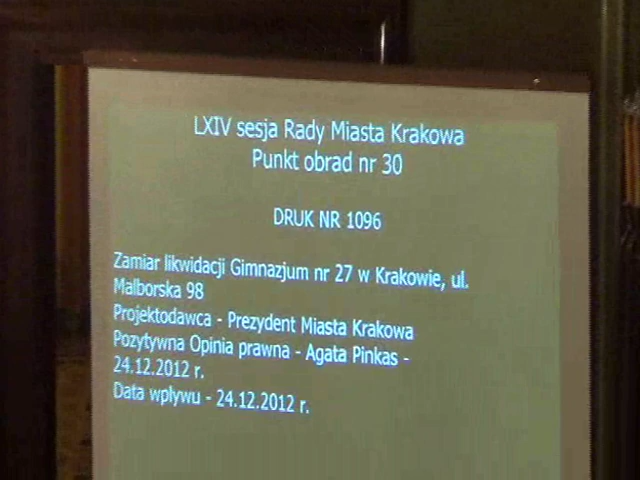 LXIV sesja Rady Miasta Krakowa
Punkt obrad nr 30
DRUK NR 1096
Zamiar likwidacji Gimnazjum nr 27 w Krakowie, ul.
Malborska 98
Projektodawca - Prezydent Miasta Krakowa
Pozytywna Opinia prawna - Agata Pinkas -
24.12.2012 r.
Data wpływu - 24.12.2012 r.